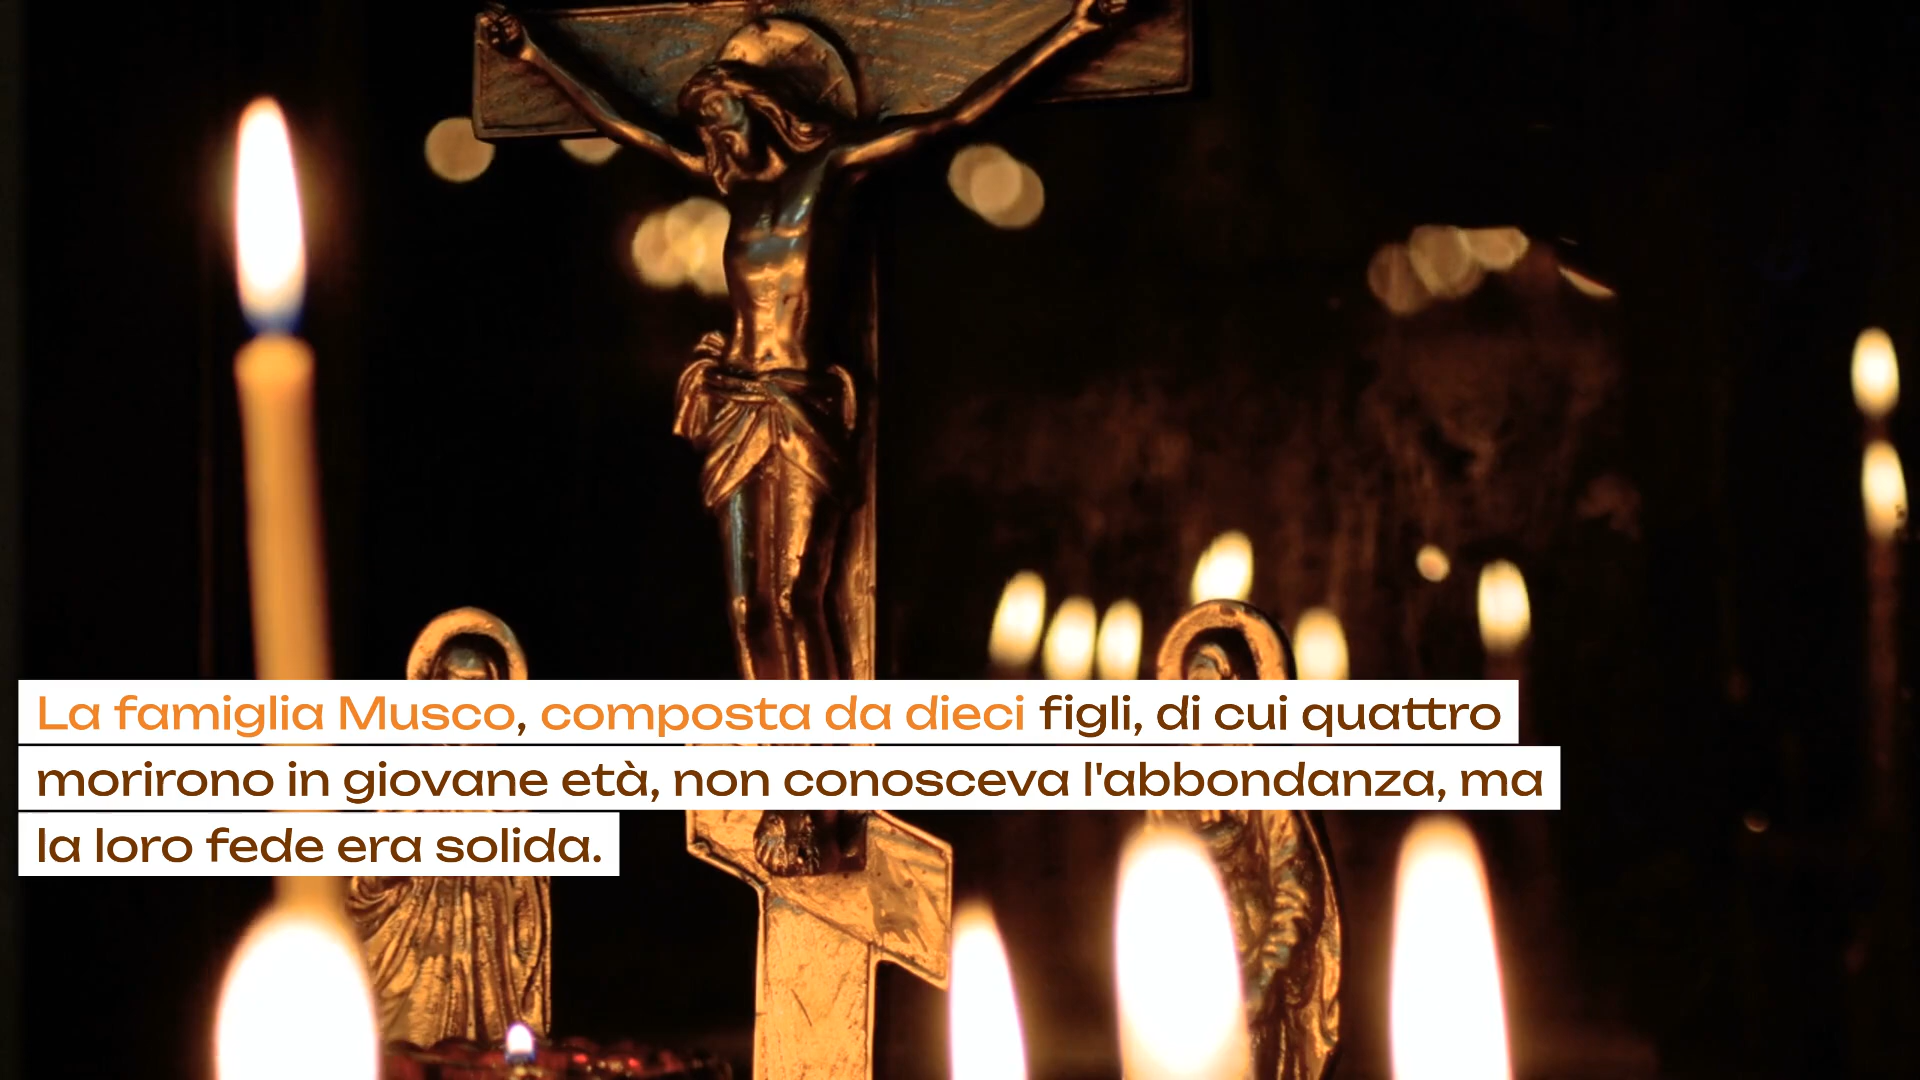 La famiglia Musco, composta da dieci figli, di cui quattro
morirono in giovane età, non conosceva l'abbondanza, ma
la loro fede era solida.